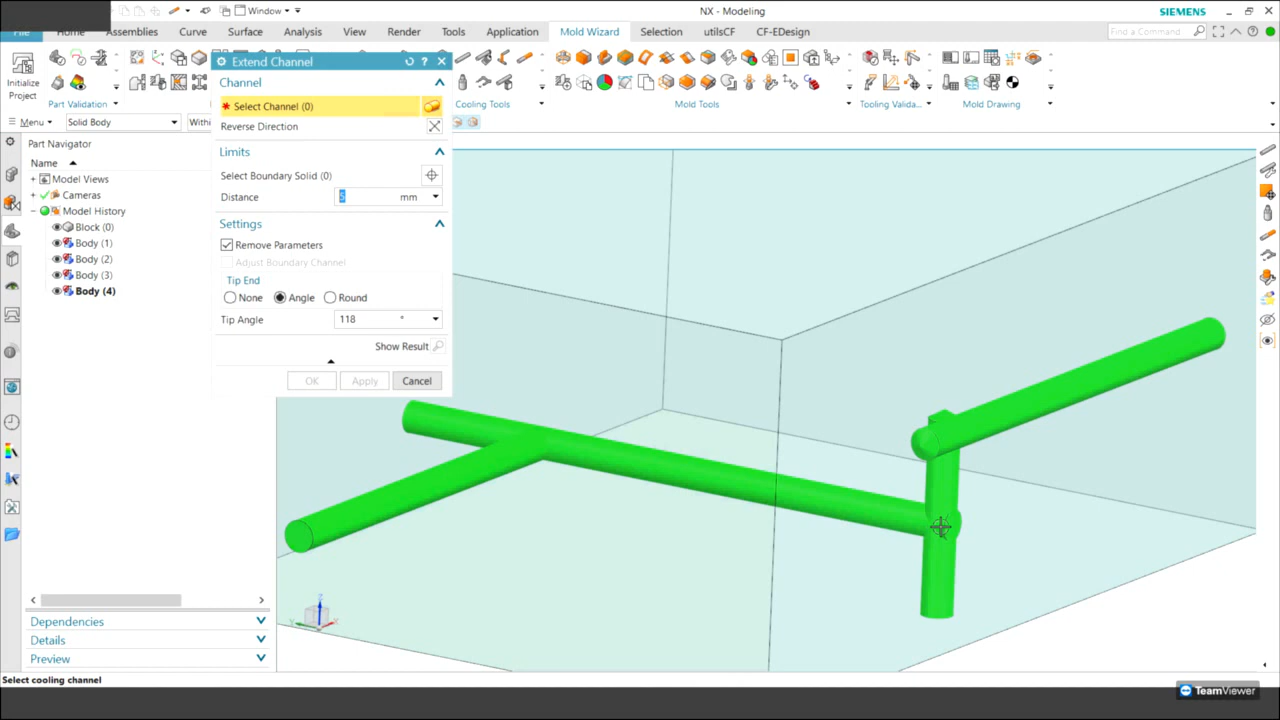 Window
NX - Modeling
SIEMENS
File
Home
Assemblies
Curve
Surface
Analysis
View
Render
Tools
Application
Mold Wizard
Selection
utilsCF
CF-EDesign
Find a Command
Initialize
Project
Part Validation
Cooling Tools
Mold Tools
Tooling Valida...
Mold Drawing
Menu
Solid Body
Withi
Part Navigator
Name
Model Views
Cameras
Model History
Block (0)
Body (1)
Body (2)
Body (3)
Body (4)
Extend Channel
Channel
* Select Channel (0)
Reverse Direction
Limits
Select Boundary Solid (0)
Distance
5
mm
Settings
Remove Parameters
Adjust Boundary Channel
Tip End
None
Angle
Round
Tip Angle
118
°
Show Result
OK
Apply
Cancel
Dependencies
Details
Preview
Select cooling channel
TeamViewer